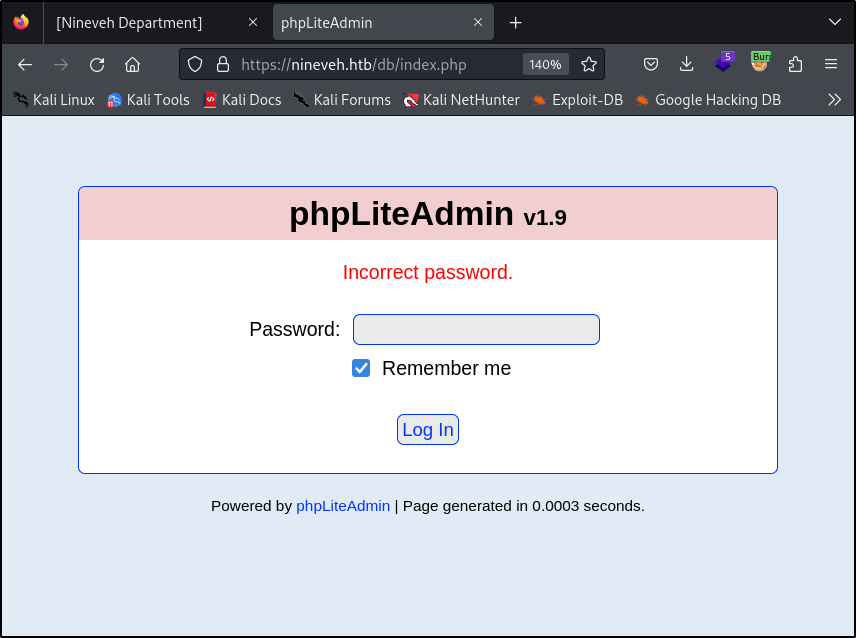 [Nineveh Department]
phpLiteAdmin
https://nineveh.htb/db/index.php 140% 5 Burr
Kali Linux Kali Tools Kali Docs Kali Forums Kali NetHunter Exploit-DB Google Hacking DB
phpLiteAdmin v1.9
Incorrect password.
Password:
Remember me
Log In
Powered by phpLiteAdmin | Page generated in 0.0003 seconds.